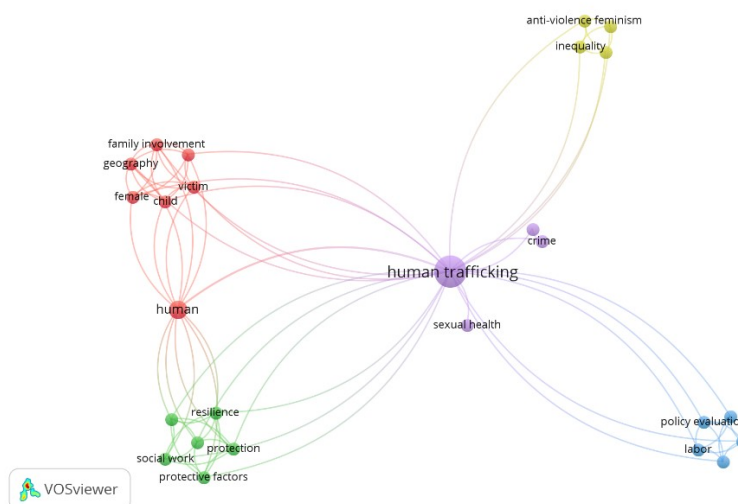 anti-violence feminism
inequality
family involvement
geography
victim
female
child
crime
human trafficking
human
sexual health
resilience
policy evaluation
protection
labor
social work
protective factors
VOSviewer